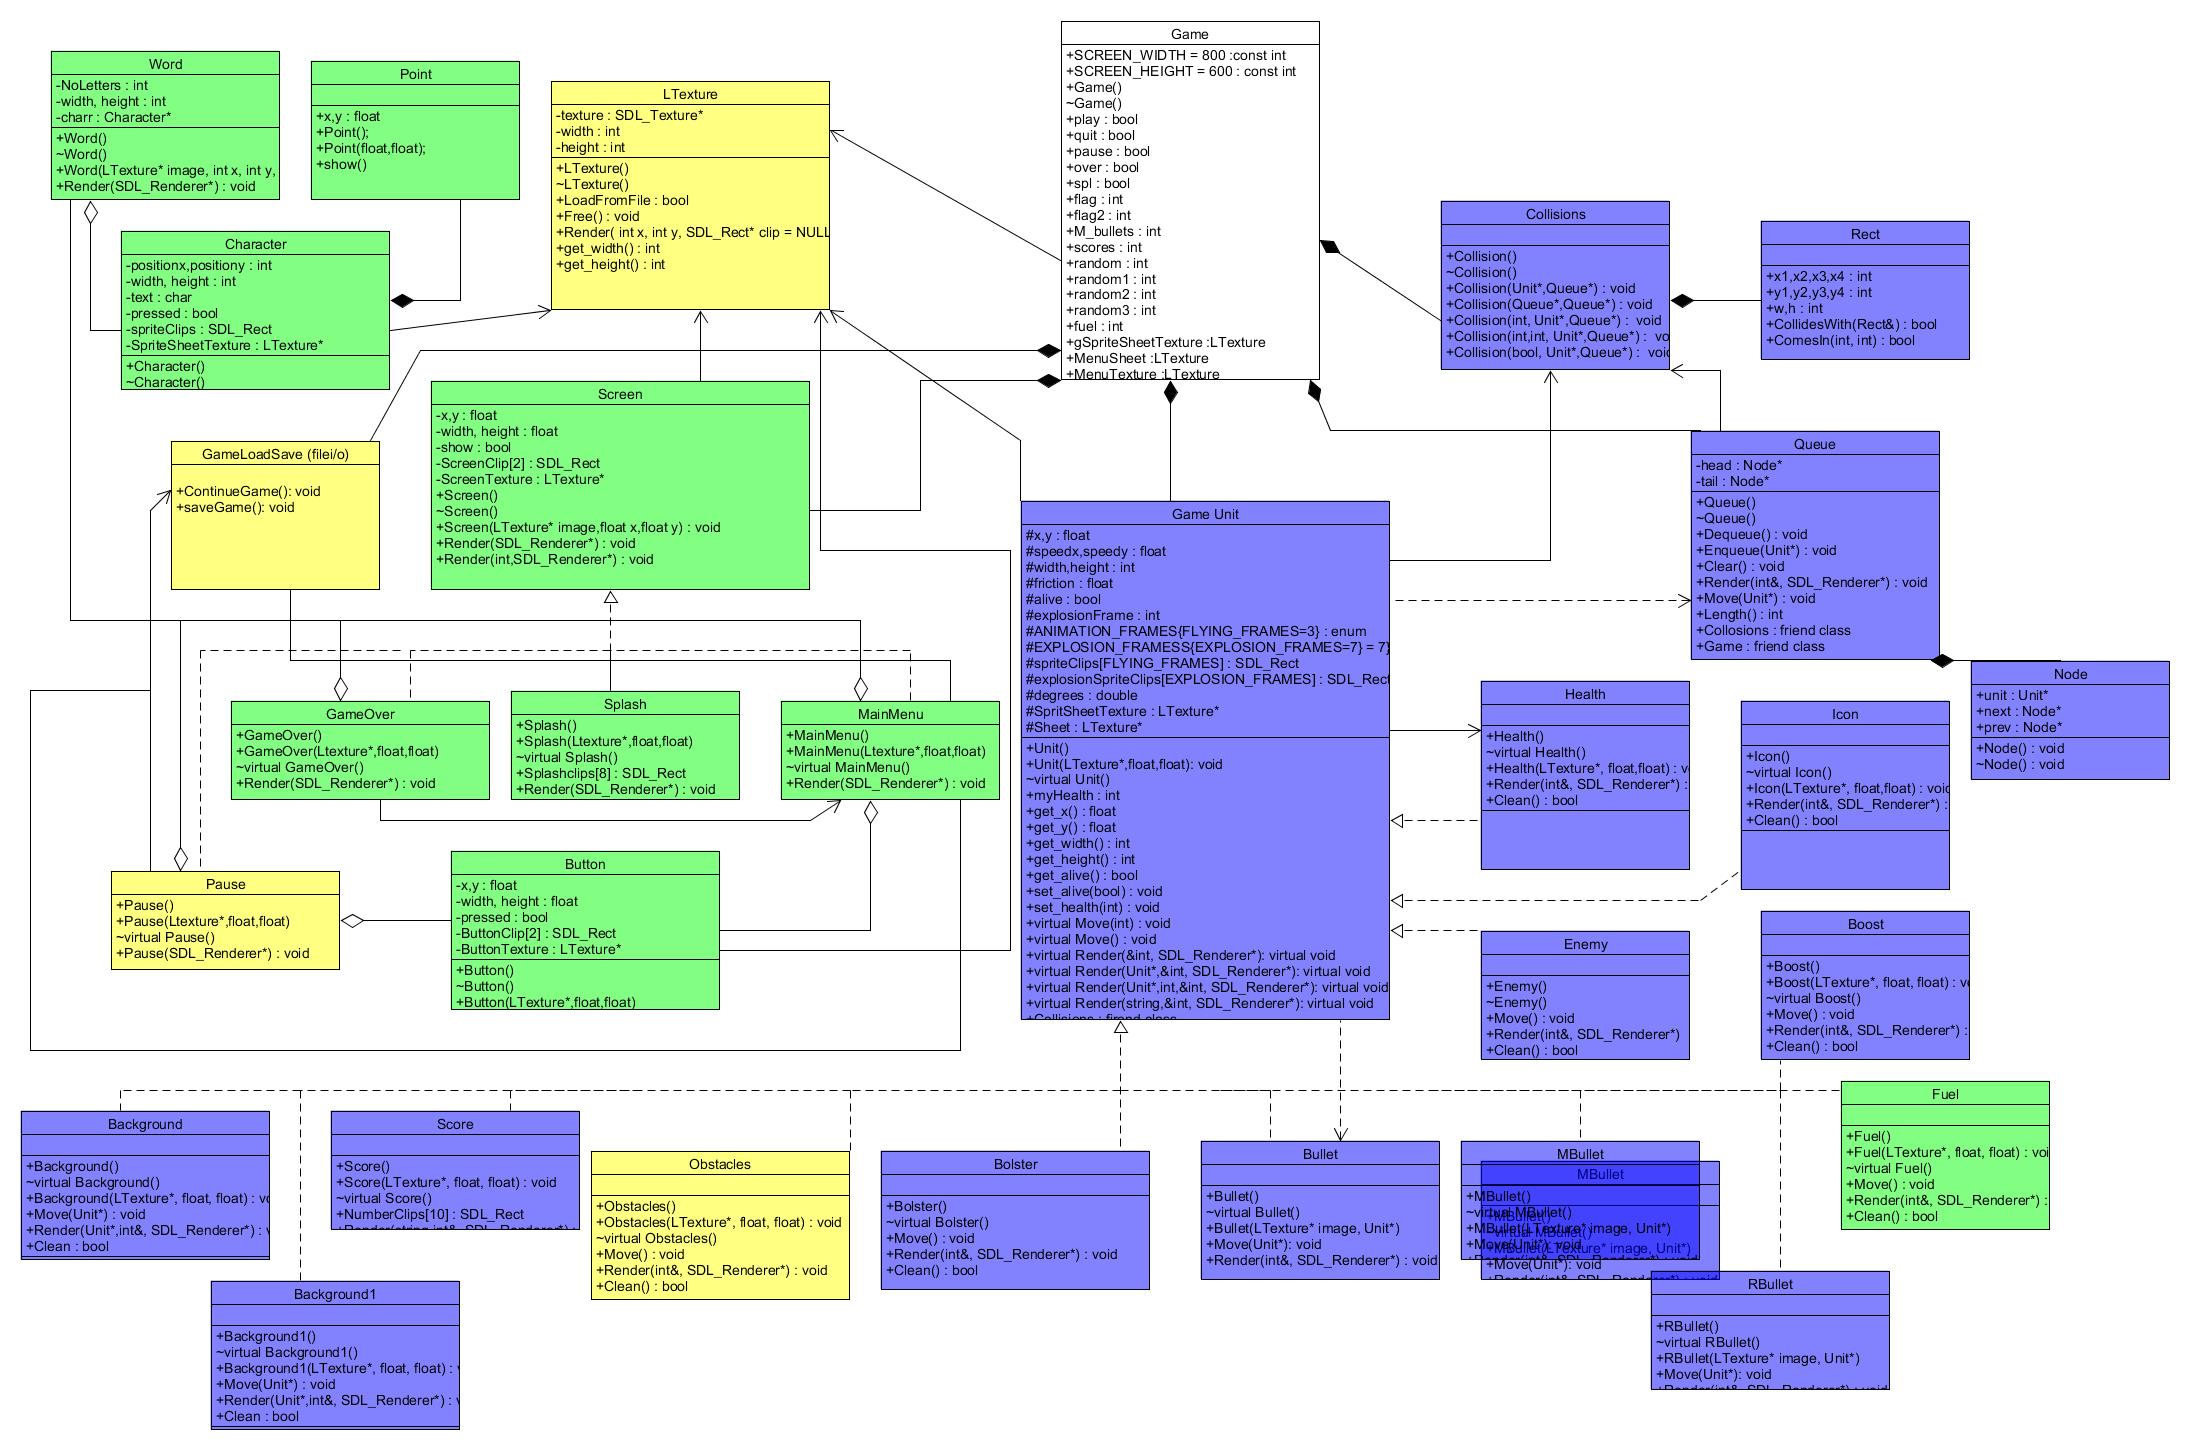 Game
+SCREEN_WIDTH = 800 :const int
+SCREEN_HEIGHT = 600 : const int
+Game()
~Game()
+play : bool
+quit : bool
+pause : bool
+over : bool
+spl : bool
+flag : int
+flag2 : int
+M_bullets : int
+scores : int
+random : int
+random1 : int
+random2 : int
+random3 : int
+fuel : int
+gSpriteSheetTexture :LTexture
+MenuSheet :LTexture
+MenuTexture :LTexture
Word
-NoLetters : int
-width, height : int
-charr : Character*
+Word()
~Word()
+Word(LTexture* image, int x, int y,
+Render(SDL_Renderer*) : void
Point
+x,y : float
+Point();
+Point(float,float);
+show()
LTexture
-texture : SDL_Texture*
-width : int
-height : int
+LTexture()
~LTexture()
+LoadFromFile : bool
+Free() : void
+Render( int x, int y, SDL_Rect* clip = NULL
+get_width() : int
+get_height() : int
Collisions
+Collision()
~Collision()
+Collision(Unit*,Queue*) : void
+Collision(Queue*,Queue*) : void
+Collision(int, Unit*,Queue*) : void
+Collision(int,int, Unit*,Queue*) : vo
+Collision(bool, Unit*,Queue*) : void
Rect
+x1,x2,x3,x4 : int
+y1,y2,y3,y4 : int
+w,h : int
+CollidesWith(Rect&) : bool
+ComesIn(int, int) : bool
Character
-positionx,positiony : int
-width, height : int
-text : char
-pressed : bool
-spriteClips : SDL_Rect
-SpriteSheetTexture : LTexture*
+Character()
~Character()
Screen
-x,y : float
-width, height : float
-show : bool
-ScreenClip[2] : SDL_Rect
-ScreenTexture : LTexture*
+Screen()
~Screen()
+Screen(LTexture* image,float x,float y) : void
+Render(SDL_Renderer*) : void
+Render(int,SDL_Renderer*) : void
GameLoadSave (filei/o)
+ContinueGame(): void
+saveGame(): void
Queue
-head : Node*
-tail : Node*
+Queue()
~Queue()
+Dequeue() : void
+Enqueue(Unit*) : void
+Clear() : void
+Render(int&, SDL_Renderer*) : void
+Move(Unit*) : void
+Length() : int
+Collosions : friend class
+Game : friend class
Game Unit
#x,y : float
#speedx,speedy : float
#width,height : int
#friction : float
#alive : bool
#explosionFrame : int
#ANIMATION_FRAMES{FLYING_FRAMES=3} : enum
#EXPLOSION_FRAMESS{EXPLOSION_FRAMES=7} = 7}
#spriteClips[FLYING_FRAMES] : SDL_Rect
#explosionSpriteClips[EXPLOSION_FRAMES] : SDL_Rect
#degrees : double
#SpritSheetTexture : LTexture*
#Sheet : LTexture*
+Unit()
+Unit(LTexture*,float,float): void
~virtual Unit()
+myHealth : int
+get_x() : float
+get_y() : float
+get_width() : int
+get_height() : int
+get_alive() : bool
+set_alive(bool) : void
+set_health(int) : void
+virtual Move(int) : void
+virtual Move() : void
+virtual Render(&int, SDL_Renderer*): virtual void
+virtual Render(Unit*,&int, SDL_Renderer*): virtual void
+virtual Render(Unit*,int,&int, SDL_Renderer*): virtual void
+virtual Render(string,&int, SDL_Renderer*): virtual void
Node
+unit : Unit*
+next : Node*
+prev : Node*
+Node() : void
~Node() : void
Health
+Health()
~virtual Health()
+Health(LTexture*, float,float) : v
+Render(int&, SDL_Renderer*) :
+Clean() : bool
Icon
+Icon()
~virtual Icon()
+Icon(LTexture*, float,float) : void
+Render(int&, SDL_Renderer*) :
+Clean() : bool
GameOver
+GameOver()
+GameOver(Ltexture*,float,float)
~virtual GameOver()
+Render(SDL_Renderer*) : void
Splash
+Splash()
+Splash(Ltexture*,float,float)
~virtual Splash()
+Splashclips[8] : SDL_Rect
+Render(SDL_Renderer*) : void
MainMenu
+MainMenu()
+MainMenu(Ltexture*,float,float)
~virtual MainMenu()
+Render(SDL_Renderer*) : void
Pause
+Pause()
+Pause(Ltexture*,float,float)
~virtual Pause()
+Pause(SDL_Renderer*) : void
Button
-x,y : float
-width, height : float
-pressed : bool
-ButtonClip[2] : SDL_Rect
-ButtonTexture : LTexture*
+Button()
~Button()
+Button(LTexture*,float,float)
Enemy
+Enemy()
~Enemy()
+Move() : void
+Render(int&, SDL_Renderer*)
+Clean() : bool
Boost
+Boost()
+Boost(LTexture*, float, float) : v
~virtual Boost()
+Move() : void
+Render(int&, SDL_Renderer*) :
+Clean() : bool
Fuel
+Fuel()
+Fuel(LTexture*, float, float) : voi
~virtual Fuel()
+Move() : void
+Render(int&, SDL_Renderer*) :
+Clean() : bool
Background
+Background()
~virtual Background()
+Background(LTexture*, float, float) : vo
+Move(Unit*) : void
+Render(Unit*,int&, SDL_Renderer*) : v
+Clean : bool
Score
+Score()
+Score(LTexture*, float, float) : void
~virtual Score()
+NumberClips[10] : SDL_Rect
Obstacles
+Obstacles()
+Obstacles(LTexture*, float, float) : void
~virtual Obstacles()
+Move() : void
+Render(int&, SDL_Renderer*) : void
+Clean() : bool
Bolster
+Bolster()
~virtual Bolster()
+Move() : void
+Render(int&, SDL_Renderer*) : void
+Clean() : bool
Bullet
+Bullet()
~virtual Bullet()
+Bullet(LTexture* image, Unit*)
+Move(Unit*): void
+Render(int&, SDL_Renderer*) : void
MBullet
+MBullet()
~virtual MBullet()
+MBullet(LTexture* image, Unit*)
+Move(Unit*): void
MBullet
+MBullet()
~virtual MBullet()
+MBullet(LTexture* image, Unit*)
+Move(Unit*): void
RBullet
+RBullet()
~virtual RBullet()
+RBullet(LTexture* image, Unit*)
+Move(Unit*): void
Background1
+Background1()
~virtual Background1()
+Background1(LTexture*, float, float) : v
+Move(Unit*) : void
+Render(Unit*,int&, SDL_Renderer*) : v
+Clean : bool